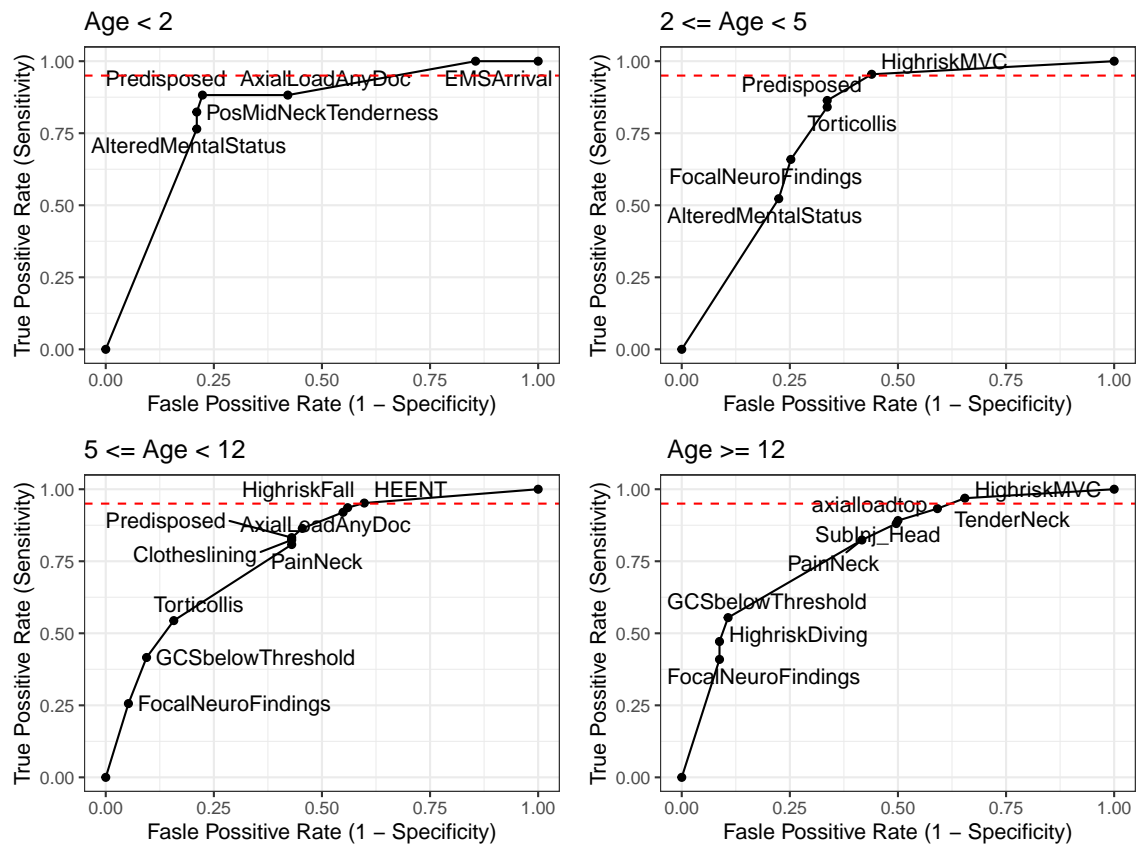 Age < 2
1.00
0.75
0.50
0.25
0.00
True Possitive Rate (Sensitivity)
Predisposed
AxialLoadAnyDoc
EMSArrival
PosMidNeckTenderness
AlteredMentalStatus
0.00 0.25 0.50 0.75 1.00
Fasle Possitive Rate (1 − Specificity)
2 <= Age < 5
1.00
0.75
0.50
0.25
0.00
True Possitive Rate (Sensitivity)
HighriskMVC
Predisposed
Torticollis
FocalNeuroFindings
AlteredMentalStatus
0.00 0.25 0.50 0.75 1.00
Fasle Possitive Rate (1 − Specificity)
5 <= Age < 12
1.00
0.75
0.50
0.25
0.00
True Possitive Rate (Sensitivity)
HighriskFall
HEENT
Predisposed
AxialLoadAnyDoc
Clotheslining
PainNeck
Torticollis
GCSbelowThreshold
FocalNeuroFindings
0.00 0.25 0.50 0.75 1.00
Fasle Possitive Rate (1 − Specificity)
Age >= 12
1.00
0.75
0.50
0.25
0.00
True Possitive Rate (Sensitivity)
HighriskMVC
axialloadtop
TenderNeck
SubInj_Head
PainNeck
GCSbelowThreshold
HighriskDiving
FocalNeuroFindings
0.00 0.25 0.50 0.75 1.00
Fasle Possitive Rate (1 − Specificity)